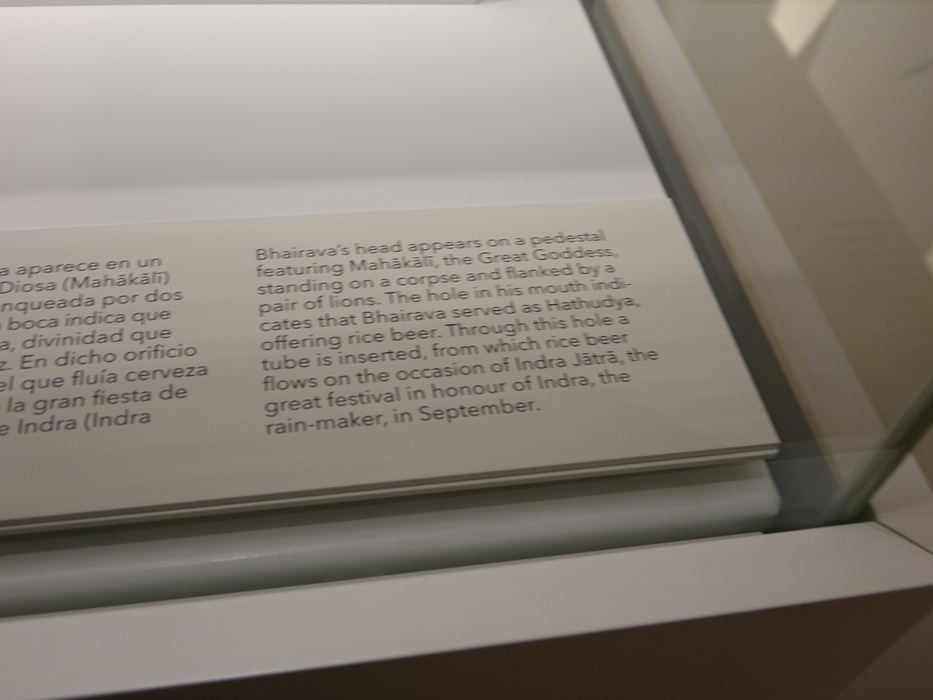 a aparece en un
Diosa (Mahākālī)
nqueada por dos
boca indica que
a, divinidad que
z. En dicho orificio
el que fluía cerveza
la gran fiesta de
e Indra (Indra
Bhairava's head appears on a pedestal
featuring Mahākālī, the Great Goddess,
standing on a corpse and flanked by a
pair of lions. The hole in his mouth indi-
cates that Bhairava served as Hathudya,
offering rice beer. Through this hole a
tube is inserted, from which rice beer
flows on the occasion of Indra Jātrā, the
great festival in honour of Indra, the
rain-maker, in September.